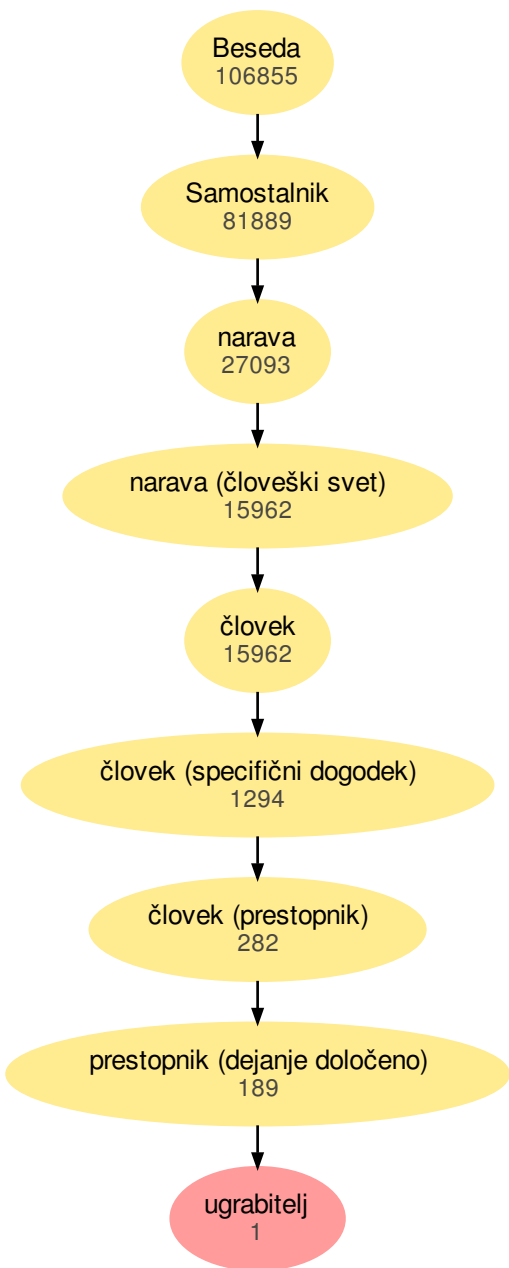 Beseda
106855
Samostalnik
81889
narava
27093
narava (človeški svet)
15962
človek
15962
človek (specifični dogodek)
1294
človek (prestopnik)
282
prestopnik (dejanje določeno)
189
ugrabitelj
1